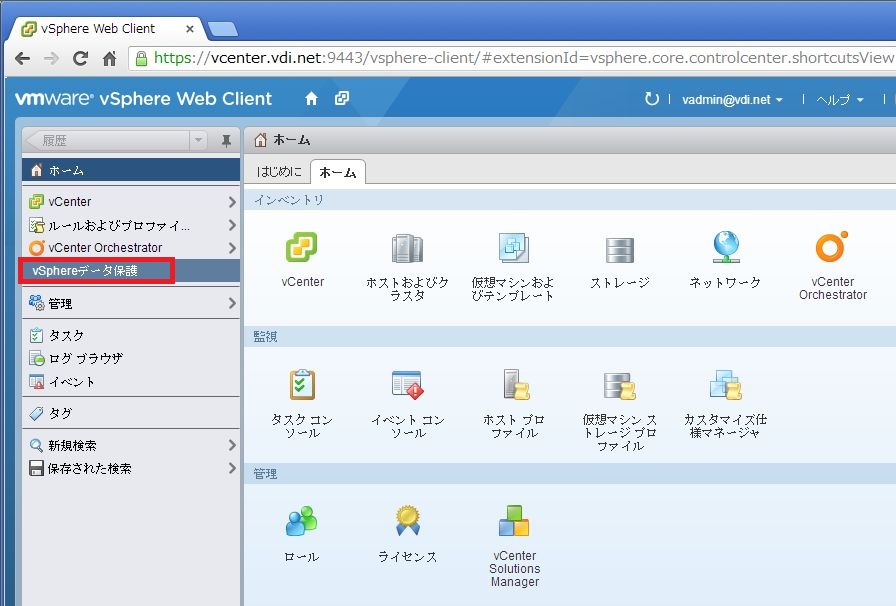 vSphere Web Client
https://vcenter.vdi.net:9443/vsphere-client/#extensionId=vsphere.core.controlcenter.shortcutsView
vmware® vSphere Web Client
vadmin@vdi.net
ヘルプ
履歴
ホーム
vCenter
ルールおよびプロファイ...
vCenter Orchestrator
vSphereデータ保護
管理
タスク
ログ ブラウザ
イベント
タグ
新規検索
保存された検索
ホーム
はじめに
ホーム
インベントリ
vCenter
ホストおよびク
ラスタ
仮想マシンおよ
びテンプレート
ストレージ
ネットワーク
vCenter
Orchestrator
監視
タスク コン
ソール
イベント コン
ソール
ホスト プロ
ファイル
仮想マシン ス
トレージ プロ
ファイル
カスタマイズ仕
様マネージャ
管理
ロール
ライセンス
vCenter
Solutions
Manager